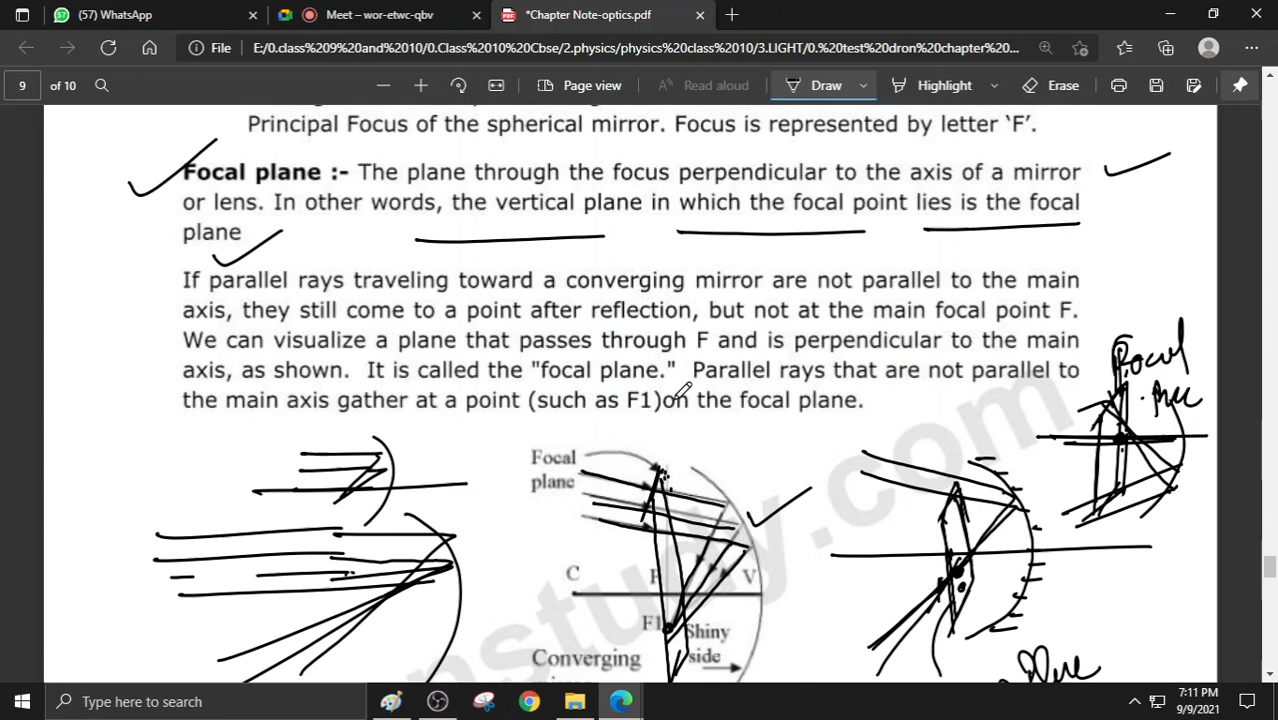 (57) WhatsApp
Meet – wor-etwc-qbv
*Chapter Note-optics.pdf
File
E:/0.class%209%20and%2010/0.Class%2010%20Cbse/2.physics/physics%20class%2010/3.LIGHT/0.%20test%20dron%20chapter%20...
9 of 10
Page view
Read aloud
Draw
Highlight
Erase
Principal Focus of the spherical mirror. Focus is represented by letter ‘F’.
Focal plane :- The plane through the focus perpendicular to the axis of a mirror
or lens. In other words, the vertical plane in which the focal point lies is the focal
plane
If parallel rays traveling toward a converging mirror are not parallel to the main
axis, they still come to a point after reflection, but not at the main focal point F.
We can visualize a plane that passes through F and is perpendicular to the main
axis, as shown. It is called the "focal plane." Parallel rays that are not parallel to
the main axis gather at a point (such as F1)on the focal plane.
Focal
plane
C
F
V
F1
Shiny
side
Converging
Focul
Type here to search
7:11 PM
9/9/2021